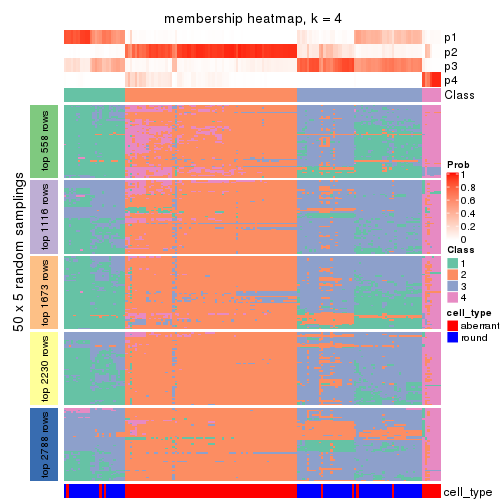 membership heatmap, k = 4
p1
p2
p3
p4
Class
50 x 5 random samplings
top 558 rows
top 1116 rows
top 1673 rows
top 2230 rows
top 2788 rows
Prob
1
0.8
0.6
0.4
0.2
0
Class
1
2
3
4
cell_type
aberrant
round
cell_type